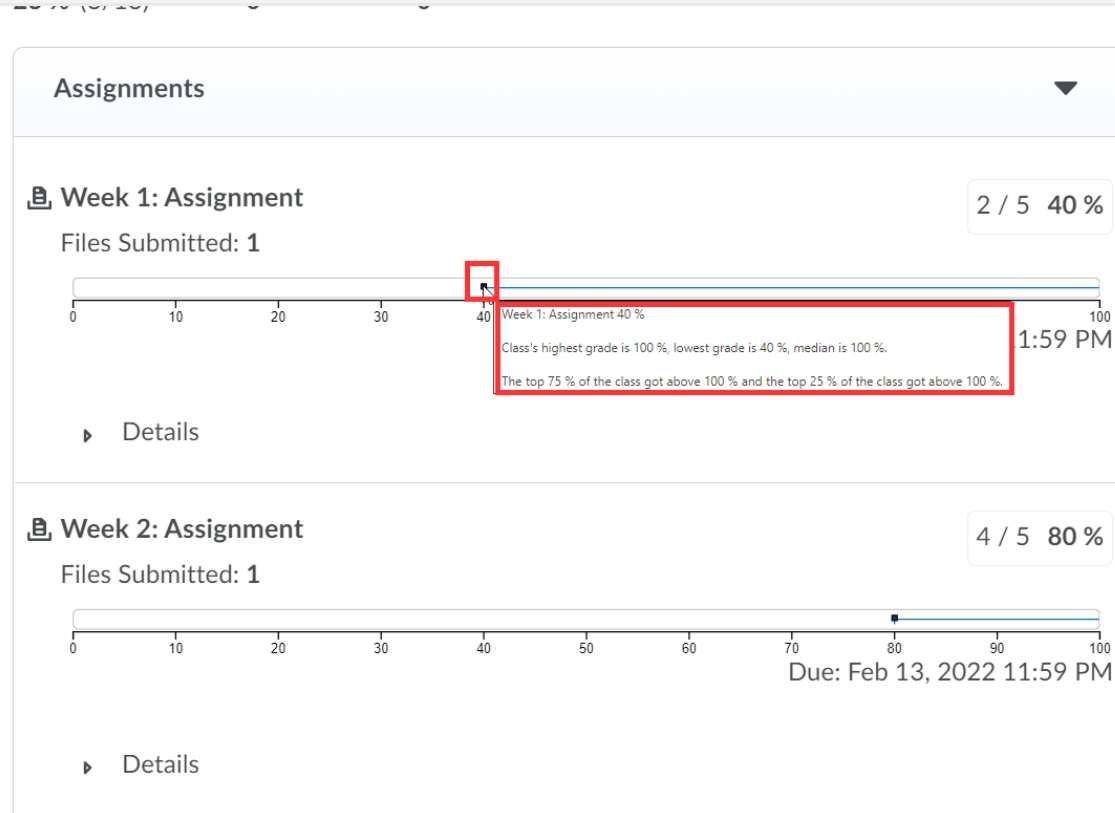 Assignments
Week 1: Assignment
2 / 5 40 %
Files Submitted: 1
0 10 20 30 40 100
Week 1: Assignment 40 %
1:59 PM
Class's highest grade is 100 %, lowest grade is 40 %, median is 100 %.
The top 75 % of the class got above 100 % and the top 25 % of the class got above 100 %.
Details
Week 2: Assignment
4 / 5 80 %
Files Submitted: 1
0 10 20 30 40 50 60 70 80 90 100
Due: Feb 13, 2022 11:59 PM
Details